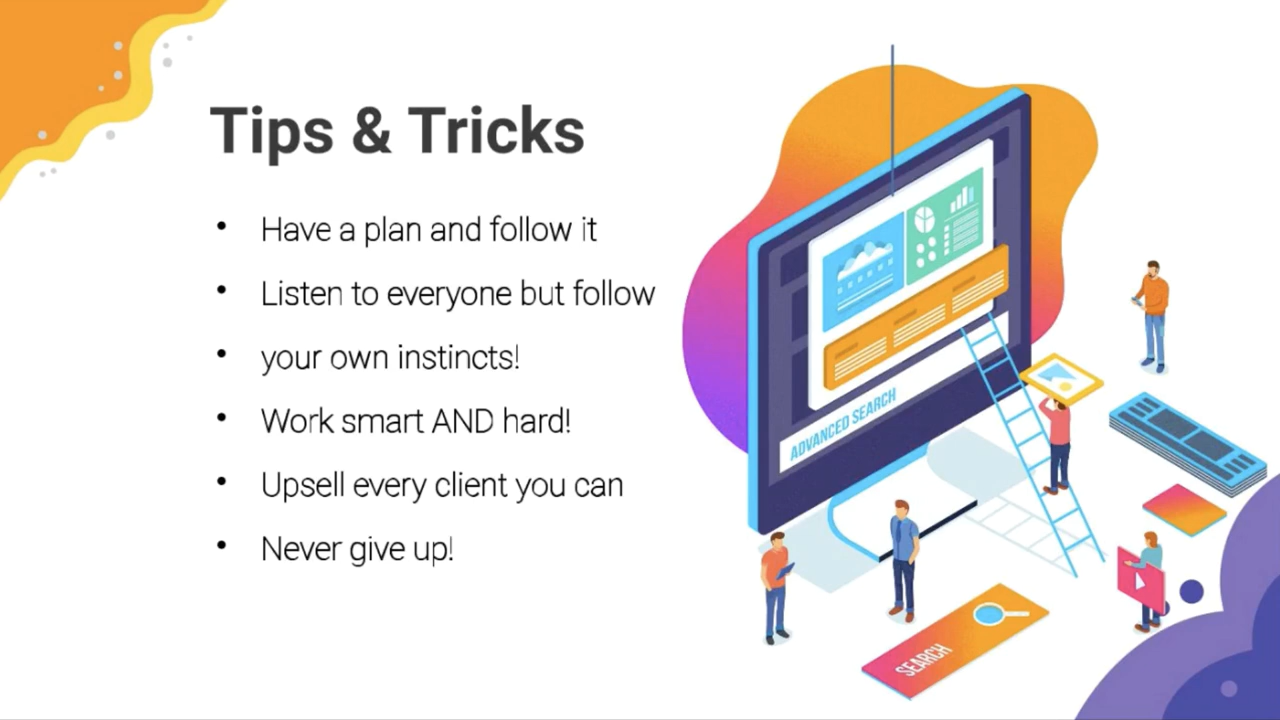 Tips & Tricks
• Have a plan and follow it
• Listen to everyone but follow
• your own instincts!
• Work smart AND hard!
• Upsell every client you can
• Never give up!
ADVANCED SEARCH
SEARCH